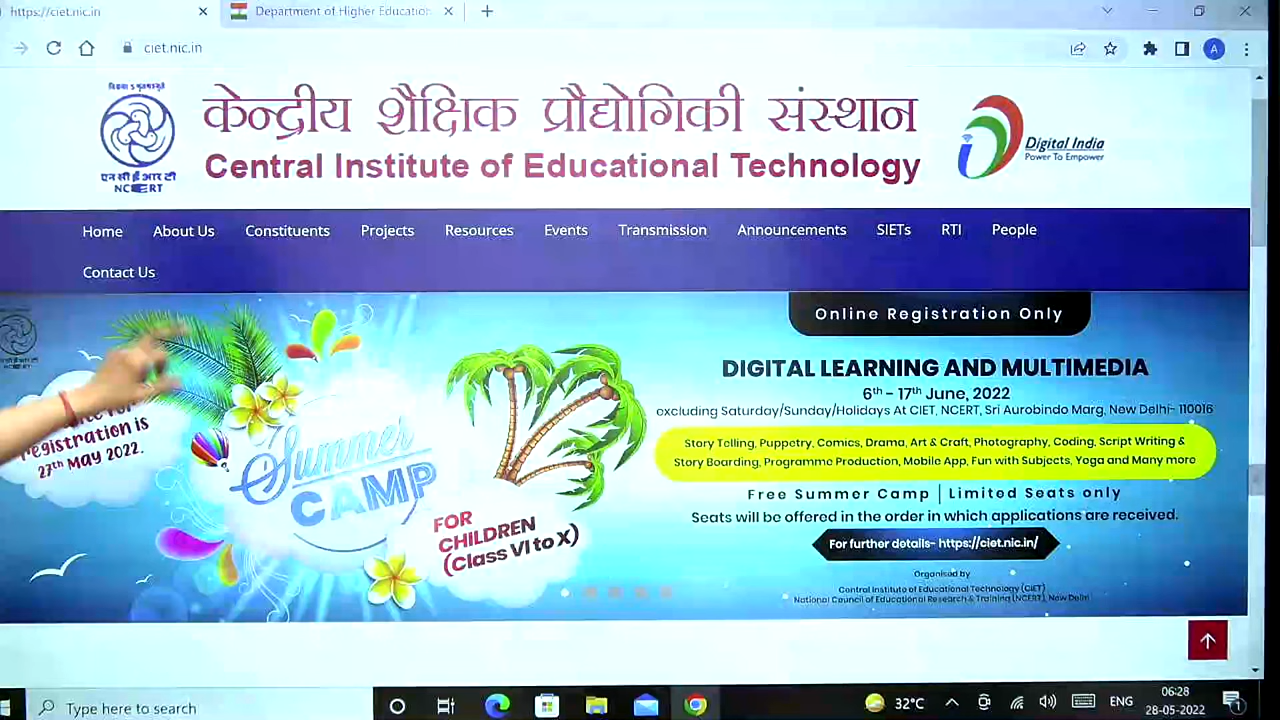 https://ciet.nic.in
Department of Higher Education
ciet.nic.in
A
एन सी ई आर टी
NCERT
केन्द्रीय शैक्षिक प्रौद्योगिकी संस्थान
Central Institute of Educational Technology
Digital India
Power To Empower
Home About Us Constituents Projects Resources Events Transmission Announcements SIETs RTI People
Contact Us
registration is
27th MAY 2022.
Summer
CAMP
FOR
CHILDREN
(Class VI to X)
Online Registration Only
DIGITAL LEARNING AND MULTIMEDIA
6th - 17th June, 2022
excluding Saturday/Sunday/Holidays At CIET, NCERT, Sri Aurobindo Marg, New Delhi- 110016
Story Telling, Puppetry, Comics, Drama, Art & Craft, Photography, Coding, Script Writing &
Story Boarding, Programme Production, Mobile App, Fun with Subjects, Yoga and Many more
Free Summer Camp | Limited Seats only
Seats will be offered in the order in which applications are received.
For further details- https://ciet.nic.in/
Organised by
Central Institute of Educational Technology (CIET)
National Council of Educational Research & Training (NCERT), New Delhi
Type here to search
32°C
ENG
06:28
28-05-2022
1